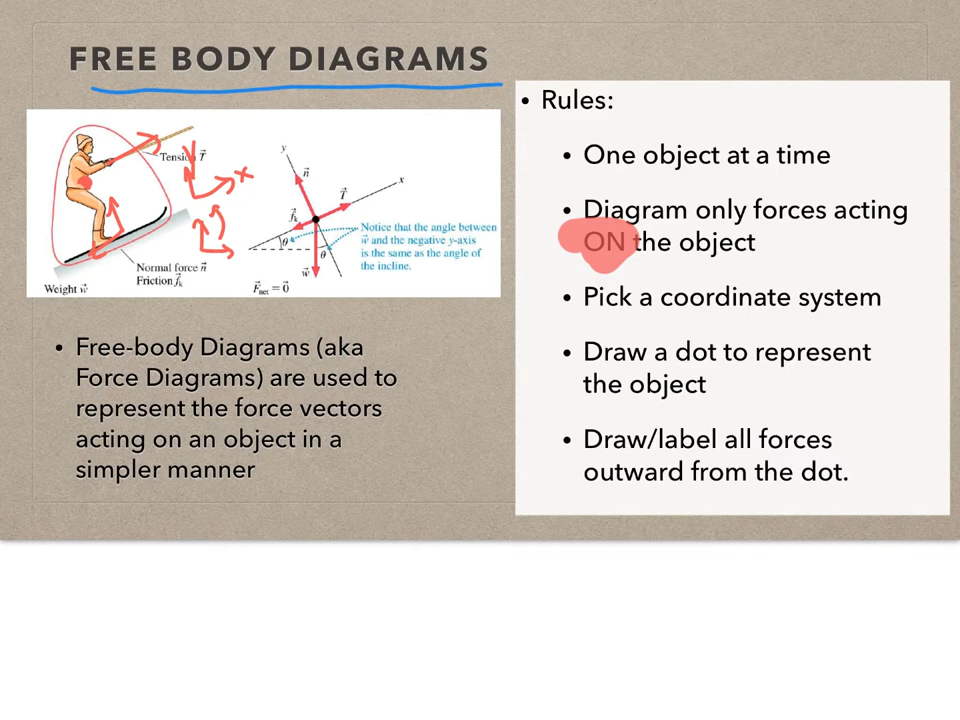 FREE BODY DIAGRAMS
Tension T⃗
Normal force n⃗
Friction f⃗k
Weight w⃗
y
x
n⃗
T⃗
f⃗k
θ
θ
w⃗
F⃗net = 0⃗
Notice that the angle between
w⃗ and the negative y-axis
is the same as the angle of
the incline.
y
x
• Free-body Diagrams (aka
Force Diagrams) are used to
represent the force vectors
acting on an object in a
simpler manner
• Rules:
• One object at a time
• Diagram only forces acting
ON the object
• Pick a coordinate system
• Draw a dot to represent
the object
• Draw/label all forces
outward from the dot.